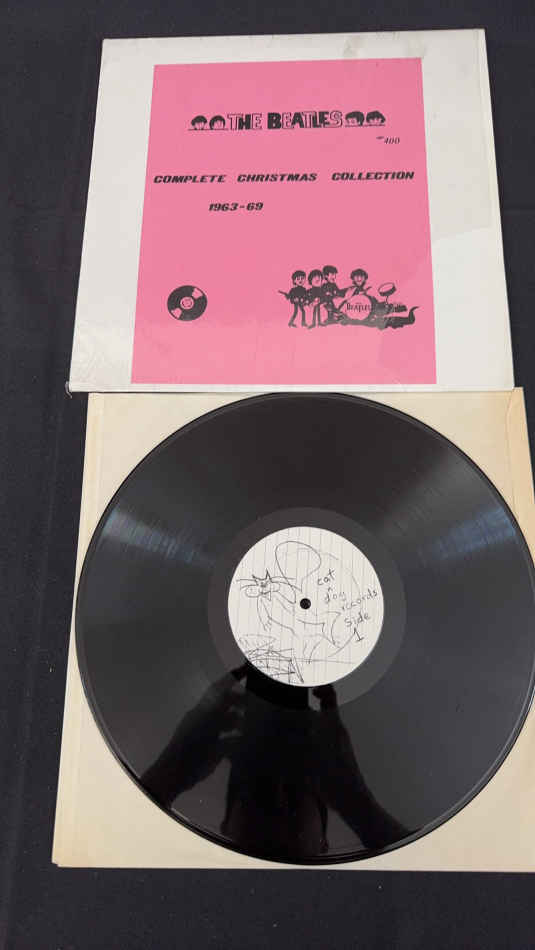 THE BEATLES
400
COMPLETE CHRISTMAS COLLECTION
1963-69
BEATLES
cat
n
dog
records
side
1